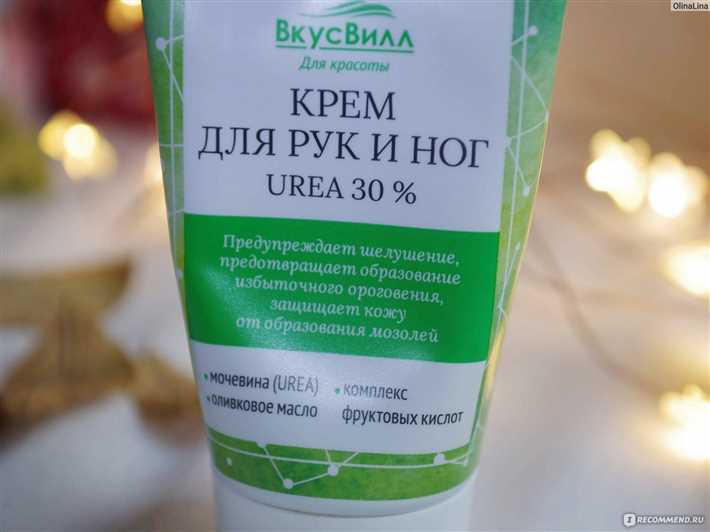 OlinaLina
ВкусВилл
Для красоты
КРЕМ
ДЛЯ РУК И НОГ
UREA 30 %
Предупреждает шелушение,
предотвращает образование
избыточного ороговения,
защищает кожу
от образования мозолей
• мочевина (UREA)
• оливковое масло
• комплекс
фруктовых кислот
RECOMMEND.RU